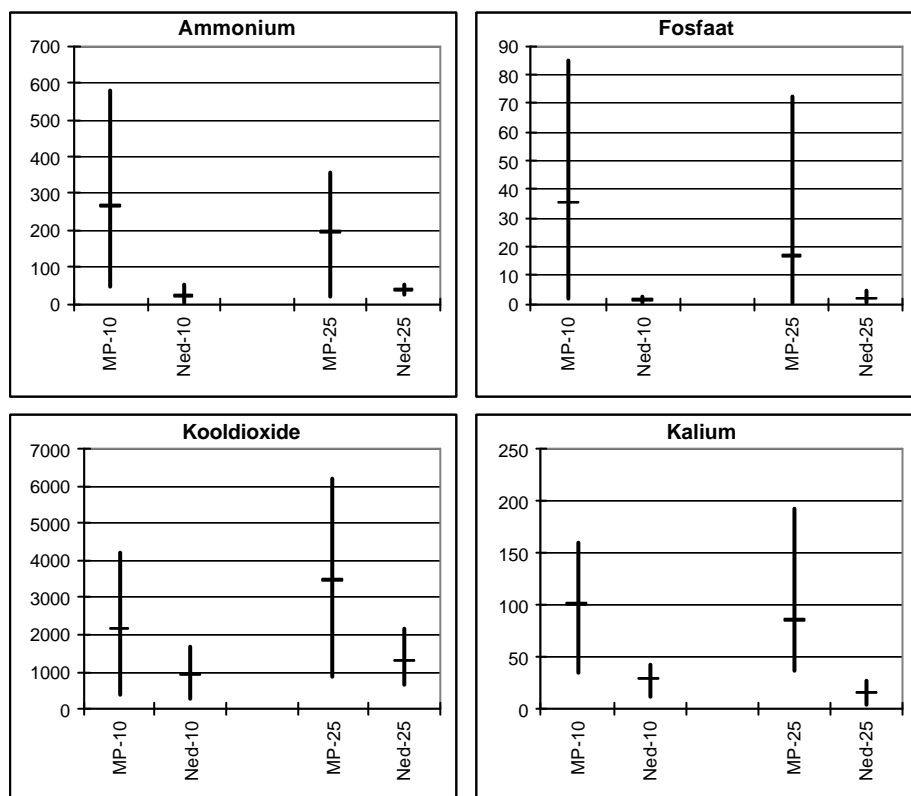 Ammonium
700
600
500
400
300
200
100
0
MP-10
Ned-10
MP-25
Ned-25
Fosfaat
90
80
70
60
50
40
30
20
10
0
MP-10
Ned-10
MP-25
Ned-25
Kooldioxide
7000
6000
5000
4000
3000
2000
1000
0
MP-10
Ned-10
MP-25
Ned-25
Kalium
250
200
150
100
50
0
MP-10
Ned-10
MP-25
Ned-25